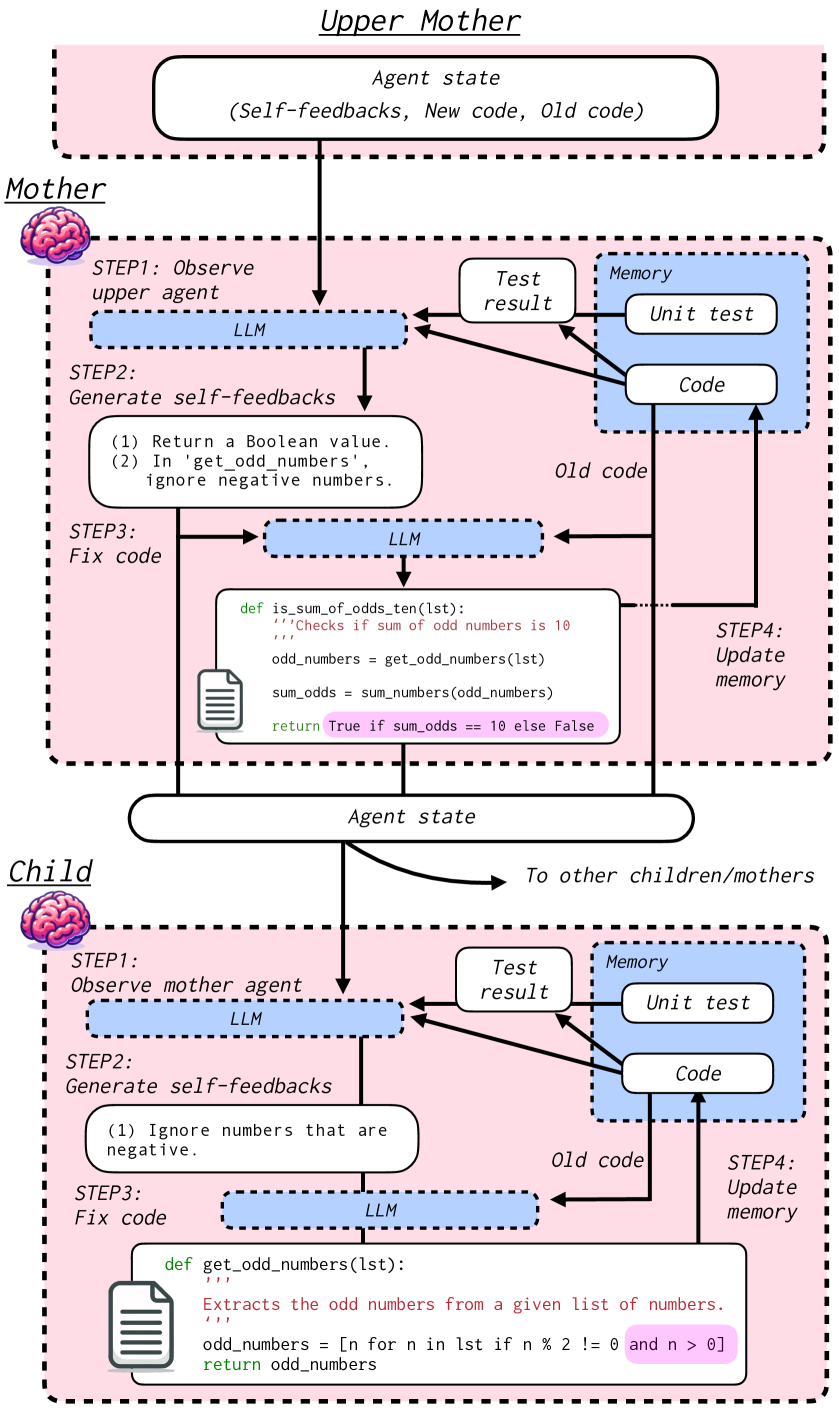 Upper Mother
Agent state
(Self-feedbacks, New code, Old code)
Mother
STEP1: Observe
upper agent
LLM
Test
result
Memory
Unit test
Code
STEP2:
Generate self-feedbacks
(1) Return a Boolean value.
(2) In 'get_odd_numbers',
ignore negative numbers.
Old code
STEP3:
Fix code
LLM
def is_sum_of_odds_ten(lst):
‘’’Checks if sum of odd numbers is 10
’’’
odd_numbers = get_odd_numbers(lst)
sum_odds = sum_numbers(odd_numbers)
return True if sum_odds == 10 else False
STEP4:
Update
memory
Agent state
To other children/mothers
Child
STEP1:
Observe mother agent
LLM
Test
result
Memory
Unit test
Code
STEP2:
Generate self-feedbacks
(1) Ignore numbers that are
negative.
Old code
STEP3:
Fix code
LLM
STEP4:
Update
memory
def get_odd_numbers(lst):
’’’
Extracts the odd numbers from a given list of numbers.
‘’’
odd_numbers = [n for n in lst if n % 2 != 0 and n > 0]
return odd_numbers